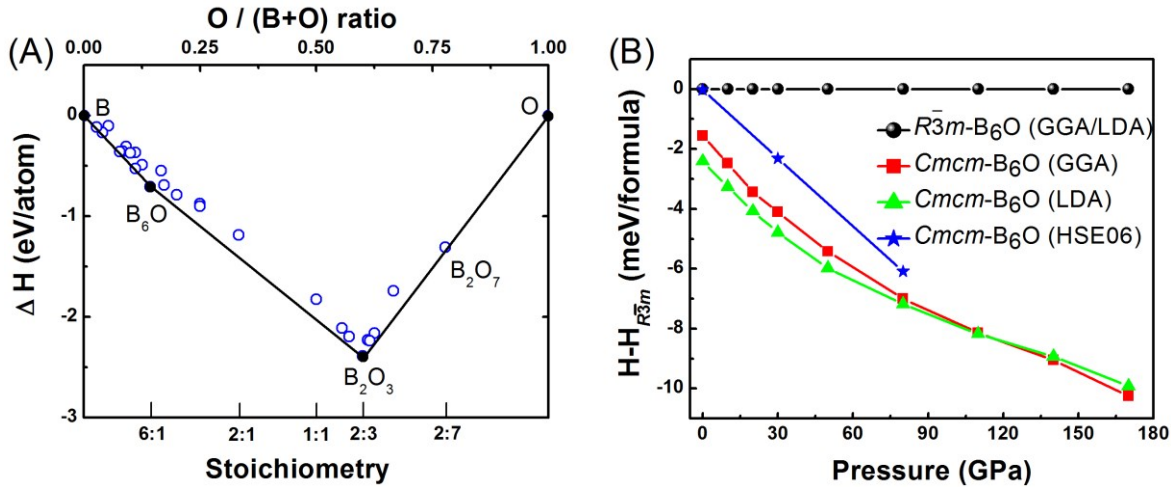 (A)
O / (B+O) ratio
0.00 0.25 0.50 0.75 1.00
Δ H (eV/atom)
0
-1
-2
-3
B
B₆O
B₂O₃
B₂O₇
O
6:1 2:1 1:1 2:3 2:7
Stoichiometry
(B)
H-H_R3̄m (meV/formula)
0
-2
-4
-6
-8
-10
R3̄m-B₆O (GGA/LDA)
Cmcm-B₆O (GGA)
Cmcm-B₆O (LDA)
Cmcm-B₆O (HSE06)
0 30 60 90 120 150 180
Pressure (GPa)